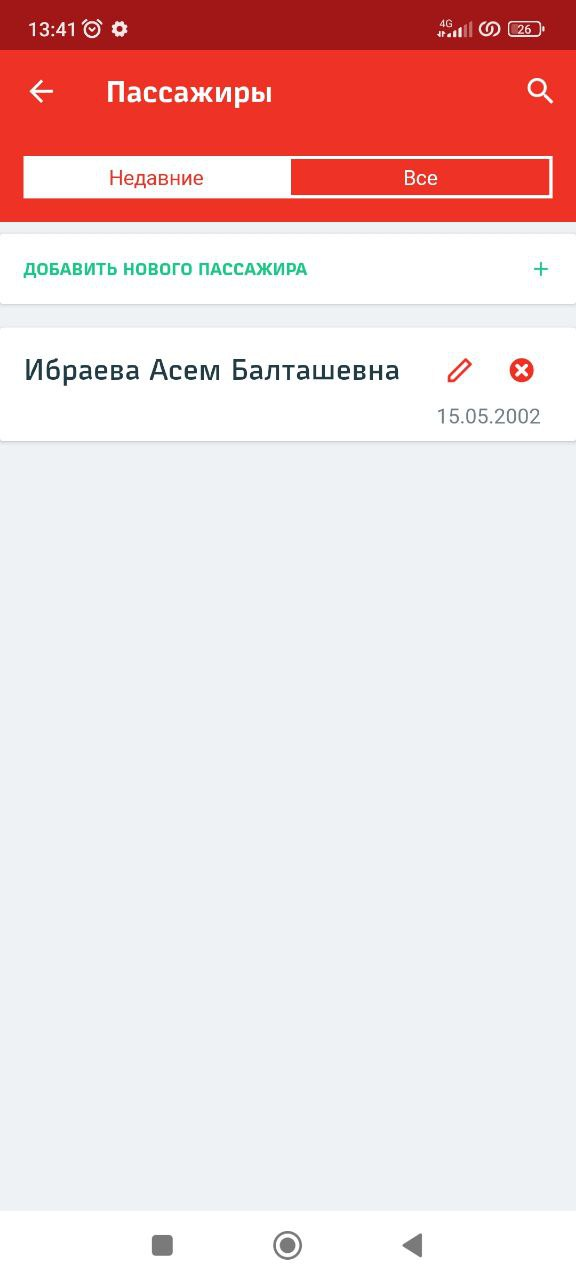 13:41 4G 26
Пассажиры
Недавние Все
ДОБАВИТЬ НОВОГО ПАССАЖИРА +
Ибраева Асем Балташевна
15.05.2002